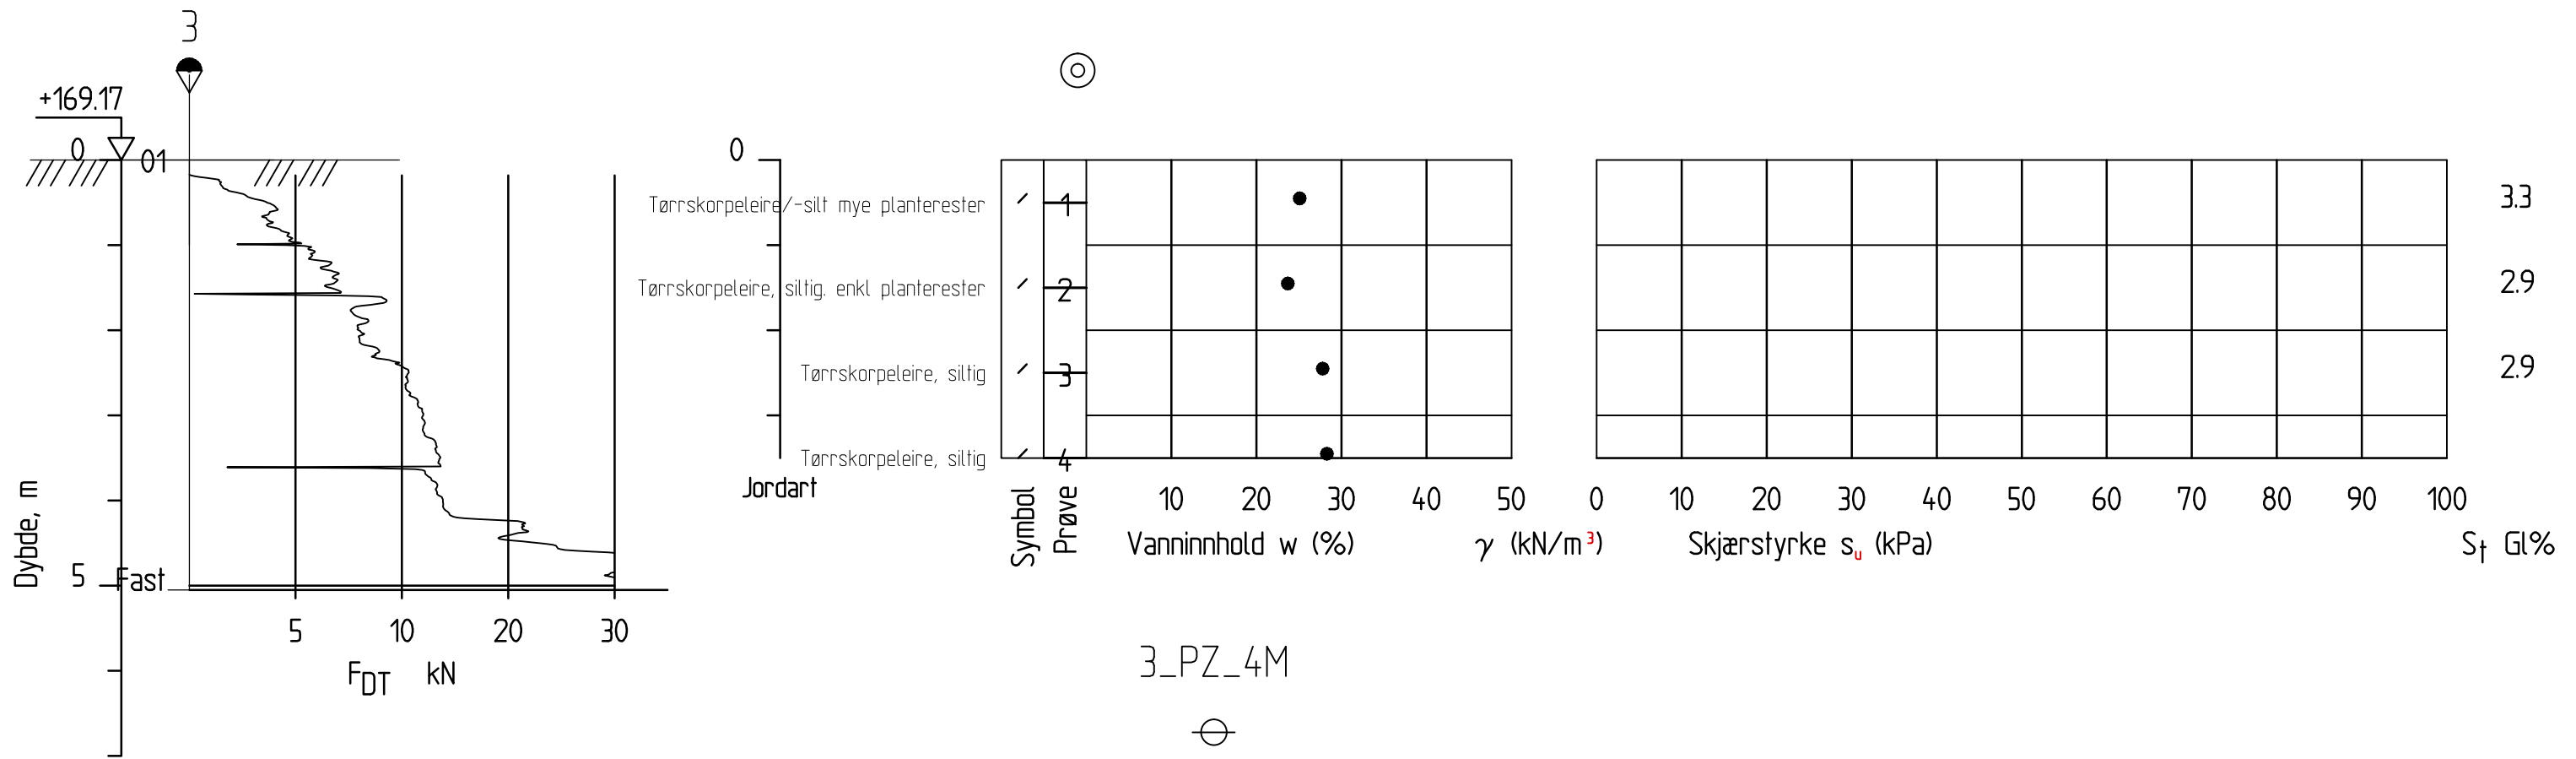 3
+169.17
0
01
5
Fast
Dybde, m
5 10 20 30
FDT kN
0
Tørrskorpeleire/-silt mye planterester
Tørrskorpeleire, siltig. enkl planterester
Tørrskorpeleire, siltig
Tørrskorpeleire, siltig
Jordart
Symbol
Prøve
1
2
3
4
10 20 30 40 50
Vanninnhold w (%)
γ (kN/m³)
0 10 20 30 40 50 60 70 80 90 100
Skjærstyrke su (kPa)
3.3
2.9
2.9
St Gl%
3_PZ_4M